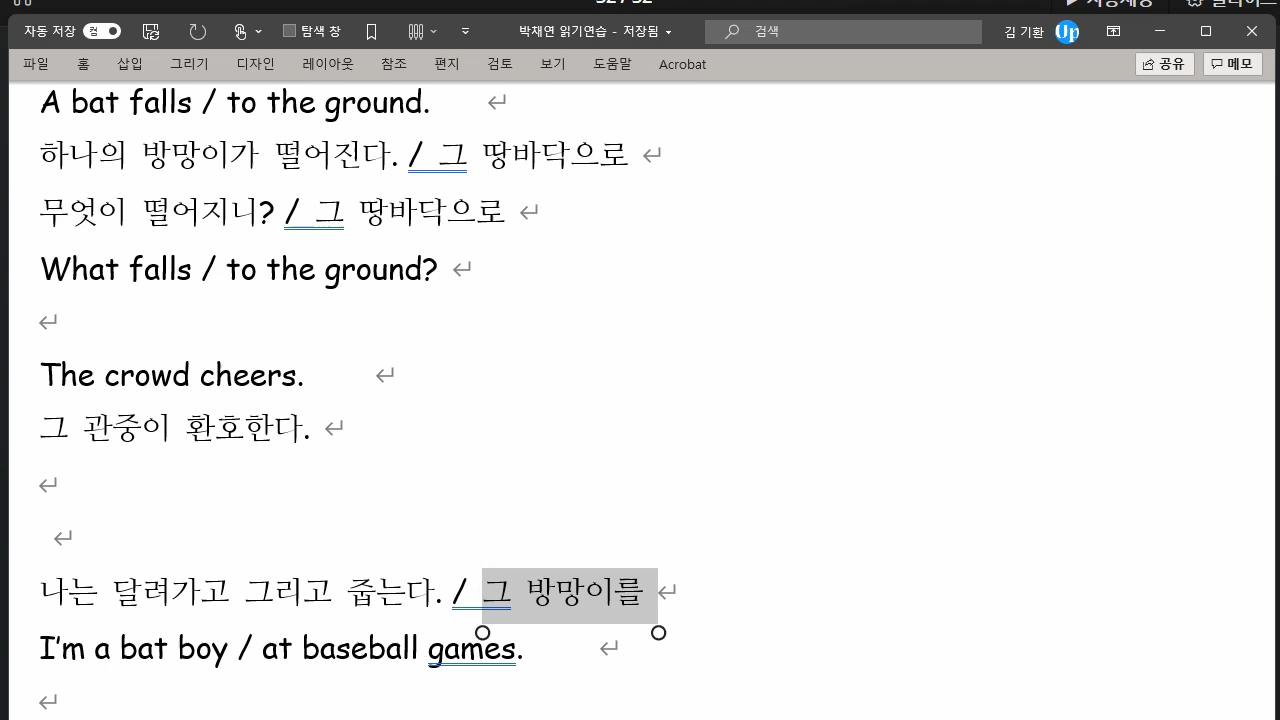 자동 저장 컴 탐색 창 박채연 읽기연습 - 저장됨 검색 김 기환 Up
파일 홈 삽입 그리기 디자인 레이아웃 참조 편지 검토 보기 도움말 Acrobat 공유 메모
A bat falls / to the ground.
하나의 방망이가 떨어진다. / 그 땅바닥으로
무엇이 떨어지니? / 그 땅바닥으로
What falls / to the ground?
The crowd cheers.
그 관중이 환호한다.
나는 달려가고 그리고 줍는다. / 그 방망이를
I'm a bat boy / at baseball games.